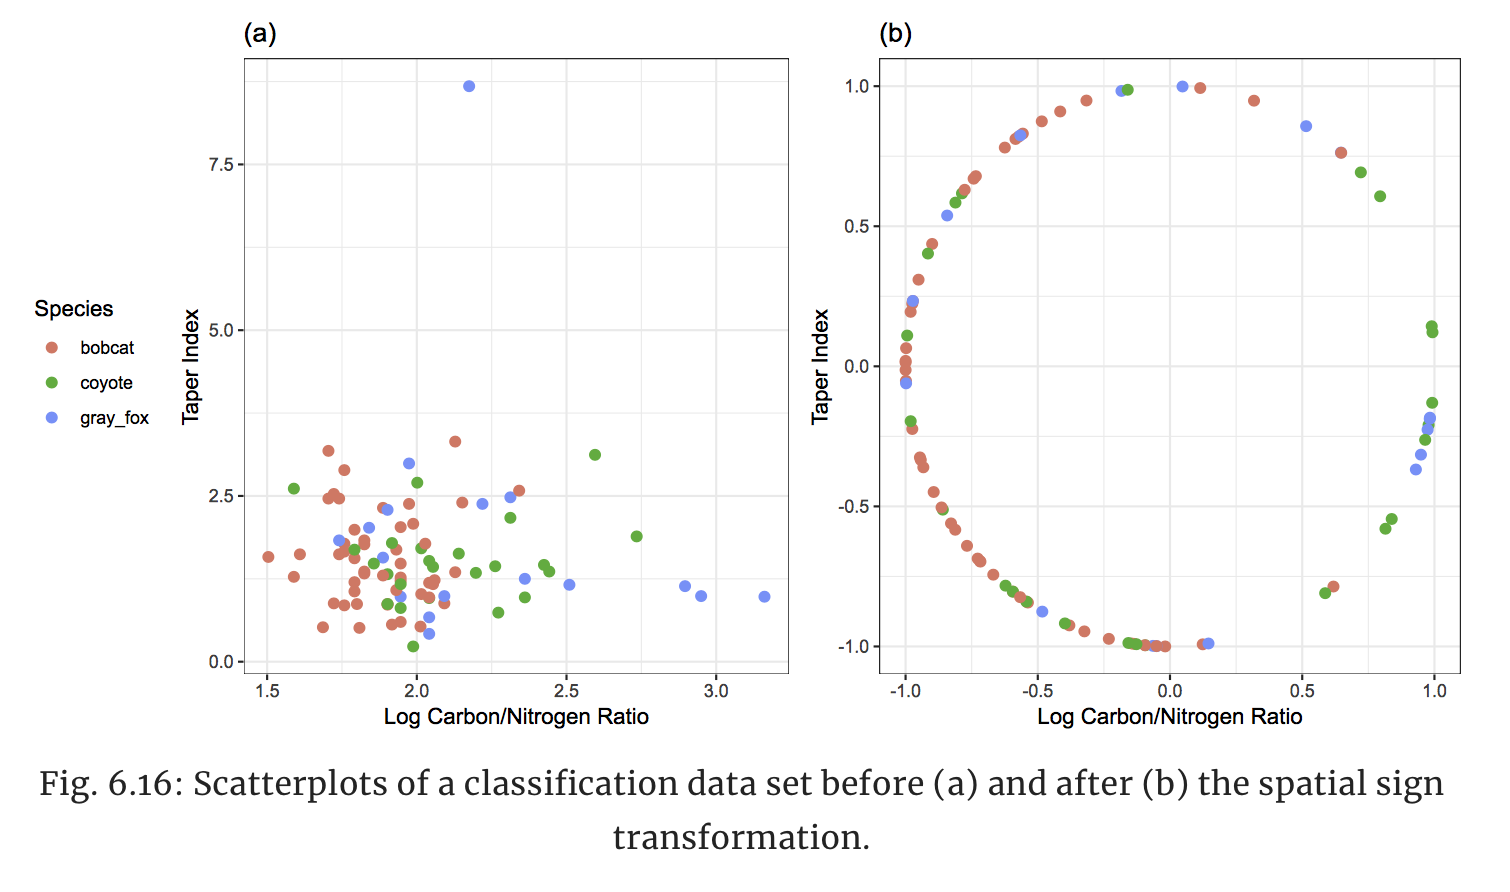 (a)
(b)
Species
bobcat
coyote
gray_fox
Taper Index
7.5
5.0
2.5
0.0
1.5
2.0
2.5
3.0
Log Carbon/Nitrogen Ratio
Taper Index
1.0
0.5
0.0
-0.5
-1.0
-1.0
-0.5
0.0
0.5
1.0
Log Carbon/Nitrogen Ratio
Fig. 6.16: Scatterplots of a classification data set before (a) and after (b) the spatial sign
transformation.